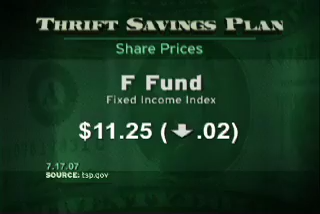 THRIFT SAVINGS PLAN
Share Prices
F Fund
Fixed Income Index
$11.25 (↓.02)
7.17.07
SOURCE: tsp.gov